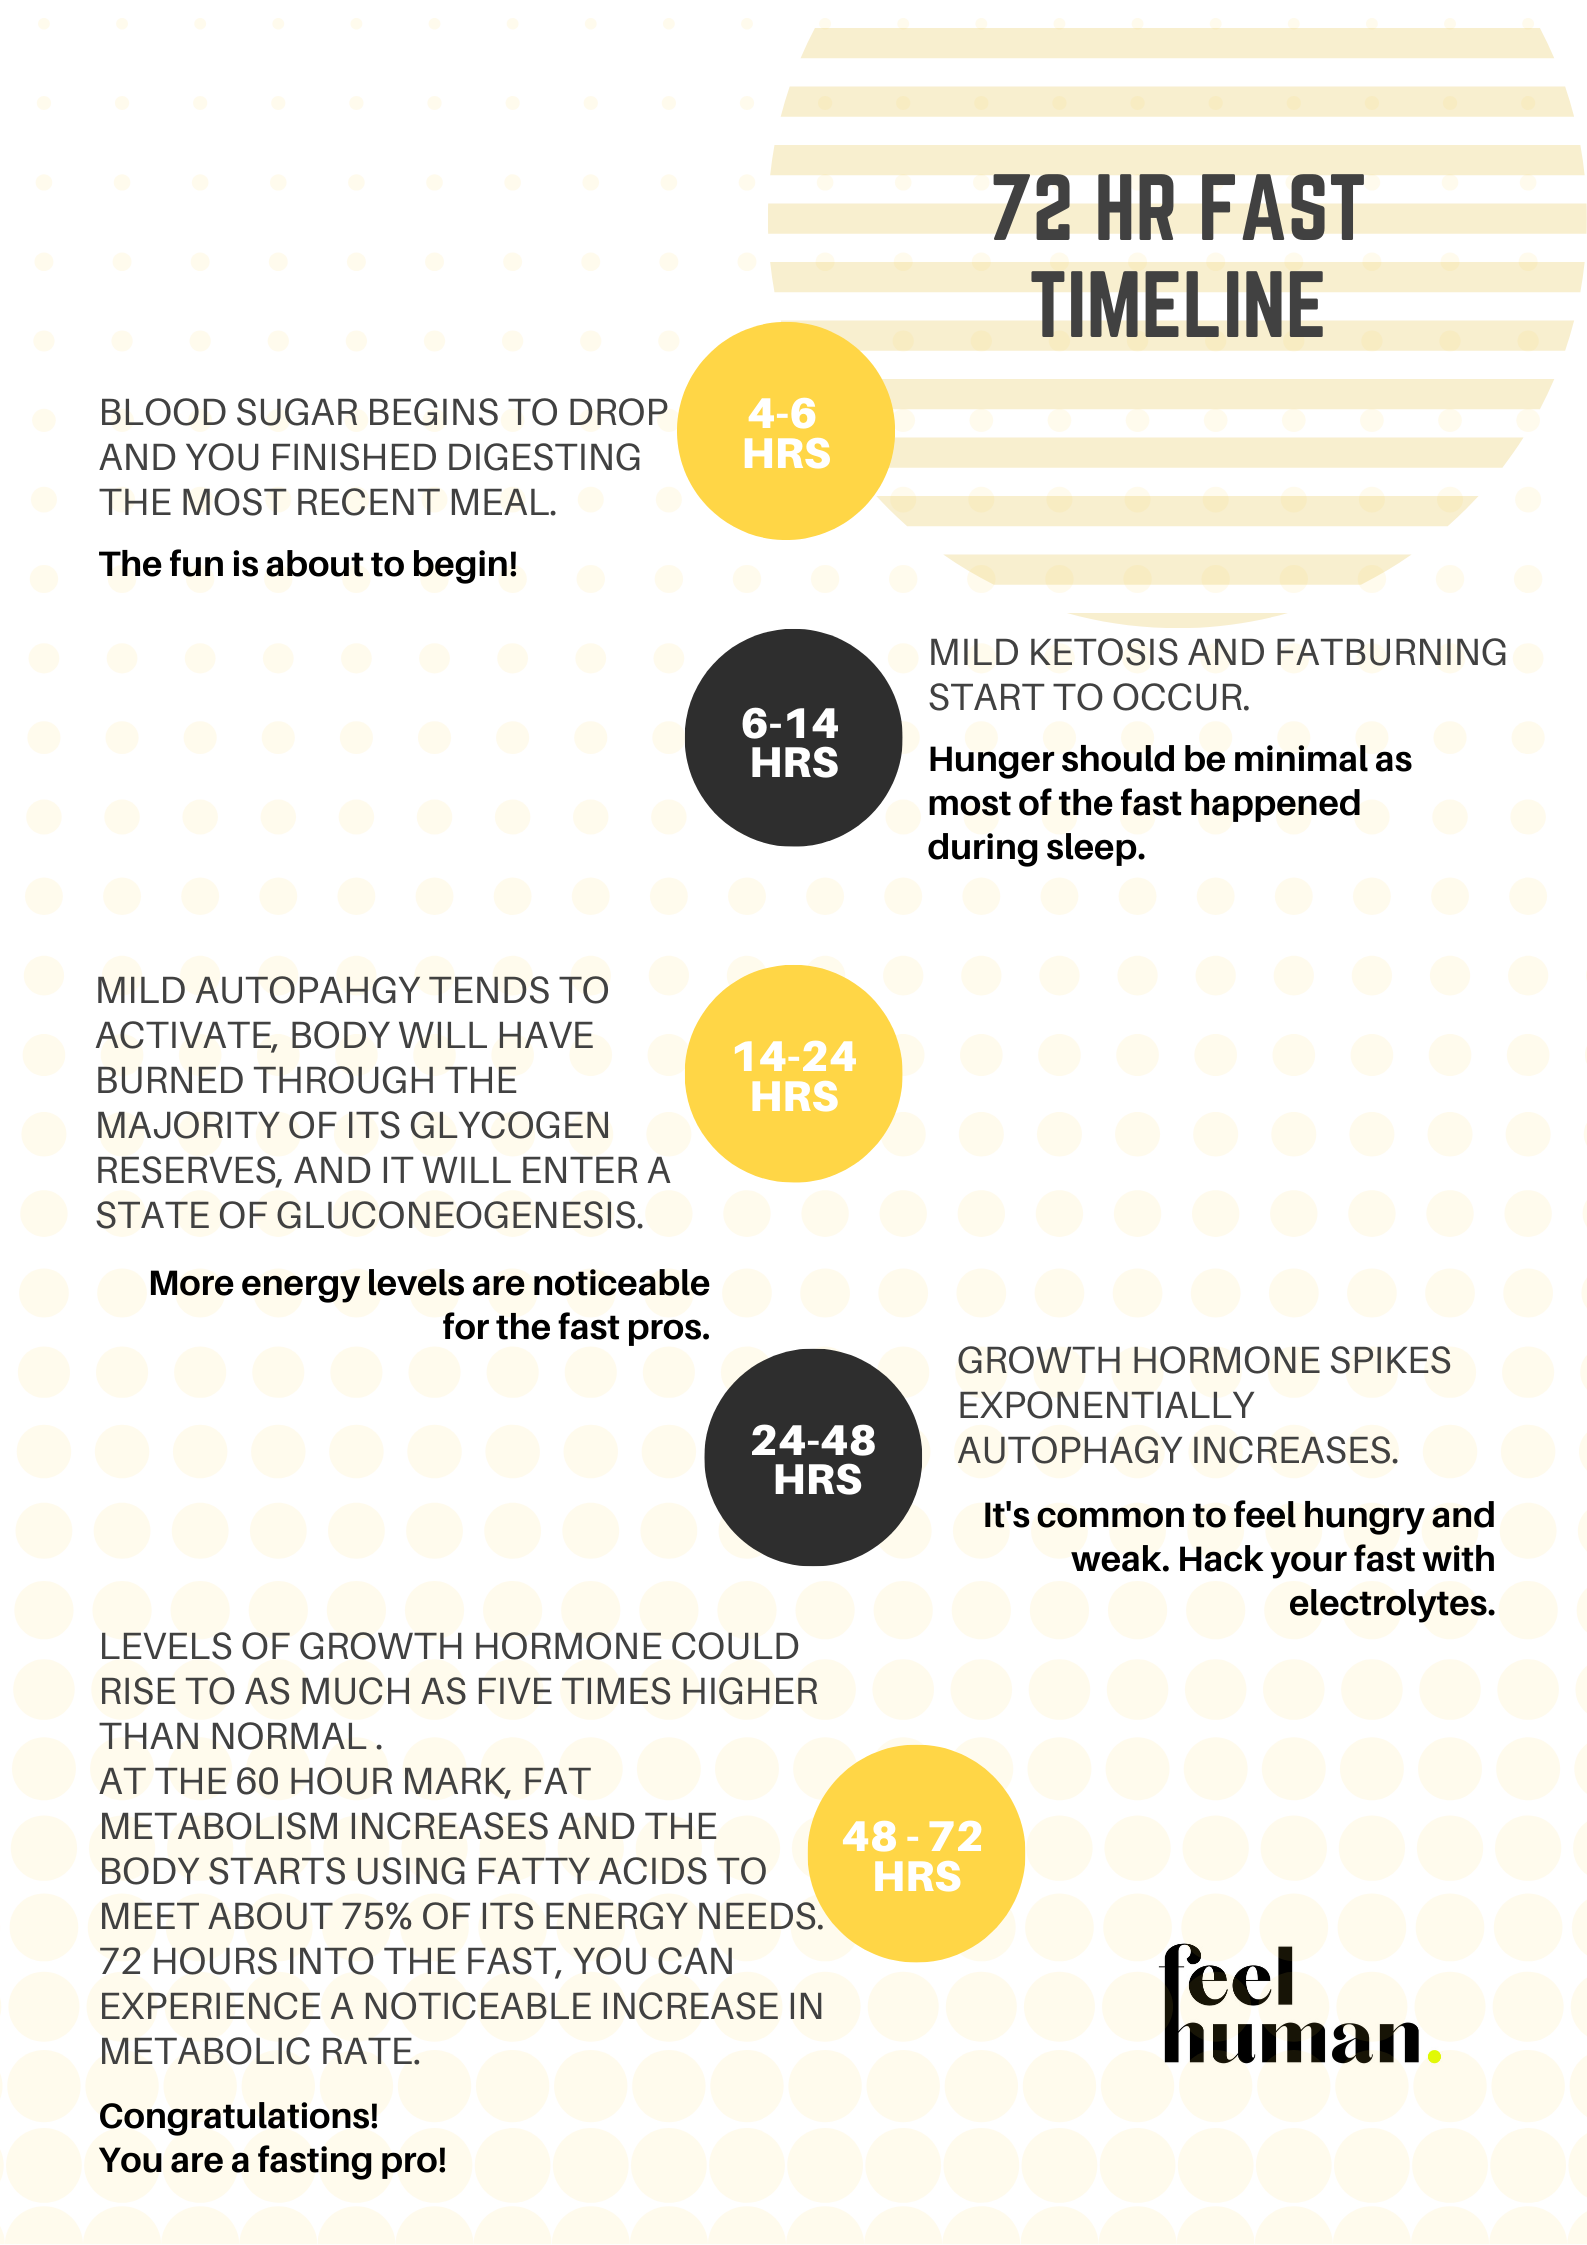 72 HR FAST
TIMELINE
4-6
HRS
BLOOD SUGAR BEGINS TO DROP
AND YOU FINISHED DIGESTING
THE MOST RECENT MEAL.
The fun is about to begin!
6-14
HRS
MILD KETOSIS AND FATBURNING
START TO OCCUR.
Hunger should be minimal as
most of the fast happened
during sleep.
14-24
HRS
MILD AUTOPAHGY TENDS TO
ACTIVATE, BODY WILL HAVE
BURNED THROUGH THE
MAJORITY OF ITS GLYCOGEN
RESERVES, AND IT WILL ENTER A
STATE OF GLUCONEOGENESIS.
More energy levels are noticeable
for the fast pros.
24-48
HRS
GROWTH HORMONE SPIKES
EXPONENTIALLY
AUTOPHAGY INCREASES.
It's common to feel hungry and
weak. Hack your fast with
electrolytes.
48 - 72
HRS
LEVELS OF GROWTH HORMONE COULD
RISE TO AS MUCH AS FIVE TIMES HIGHER
THAN NORMAL .
AT THE 60 HOUR MARK, FAT
METABOLISM INCREASES AND THE
BODY STARTS USING FATTY ACIDS TO
MEET ABOUT 75% OF ITS ENERGY NEEDS.
72 HOURS INTO THE FAST, YOU CAN
EXPERIENCE A NOTICEABLE INCREASE IN
METABOLIC RATE.
Congratulations!
You are a fasting pro!
feel
human.